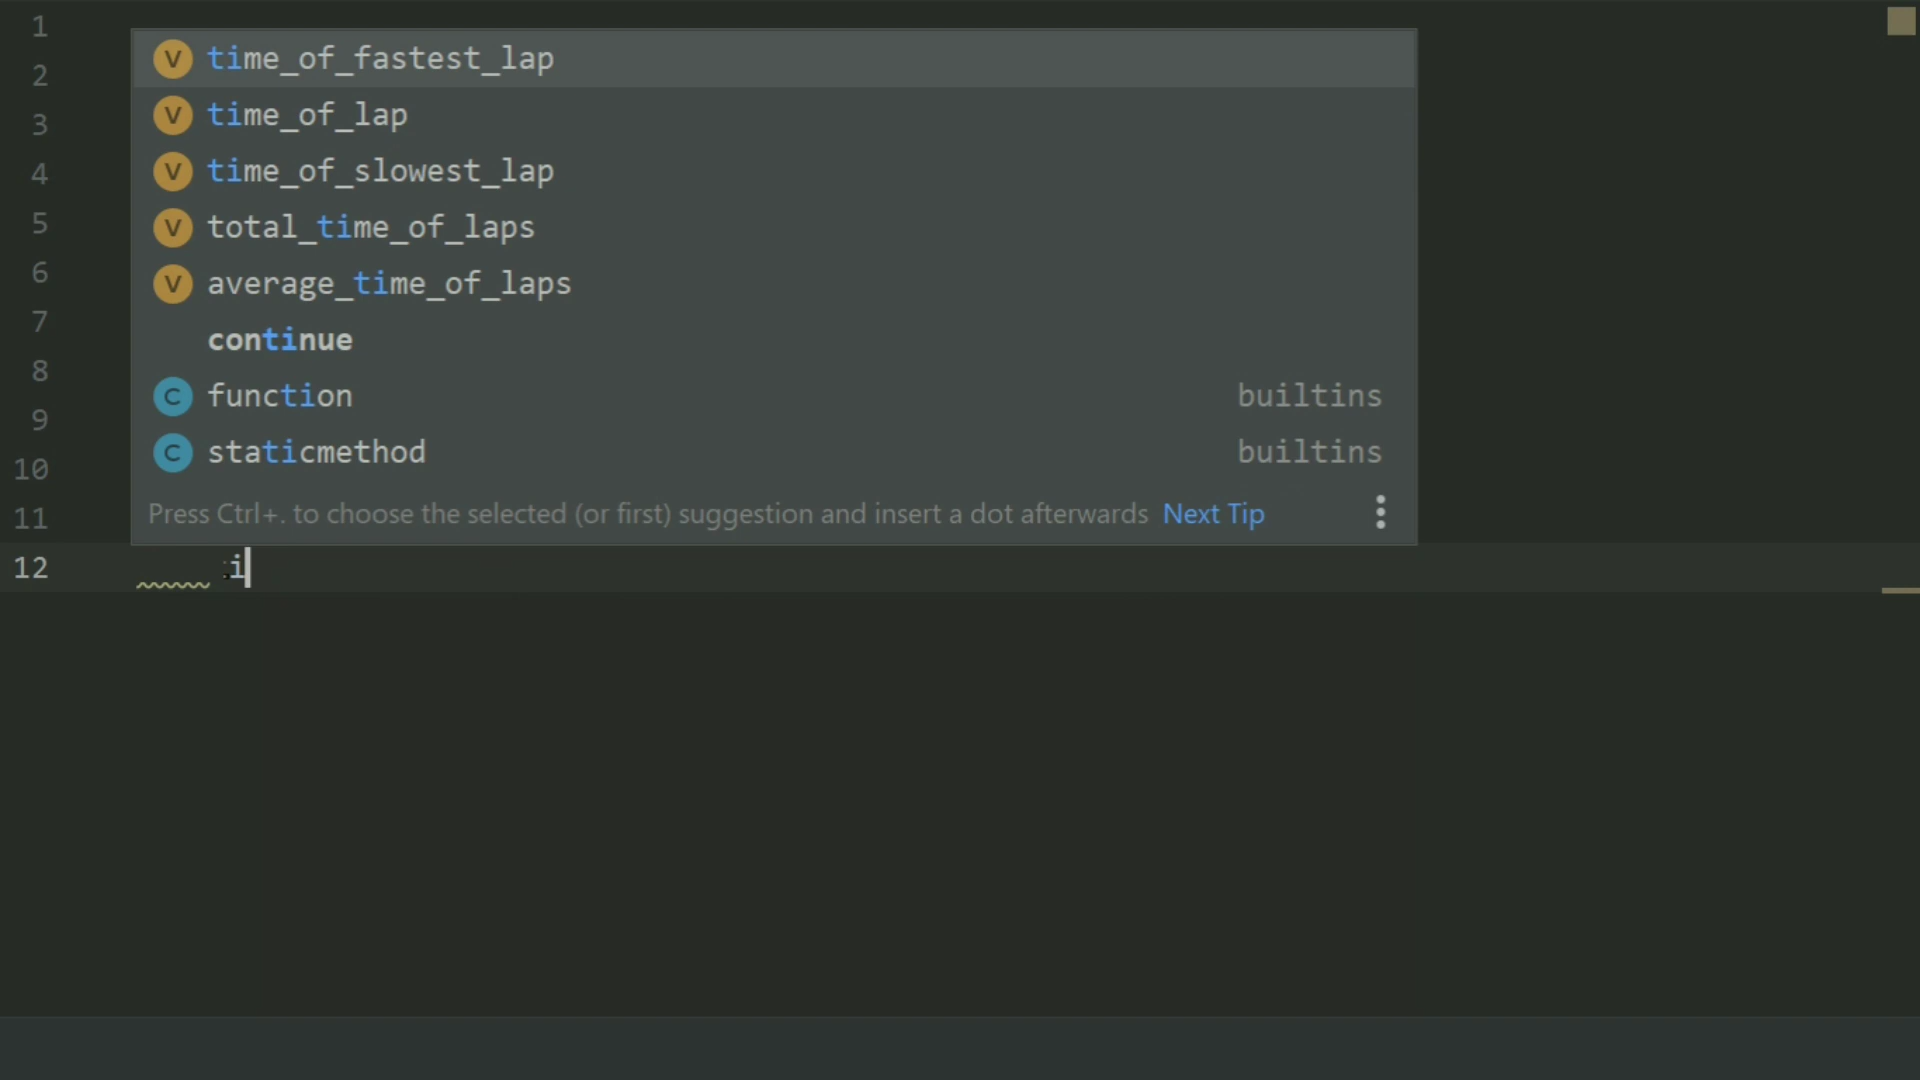 1
2
3
4
5
6
7
8
9
10
11
12
V time_of_fastest_lap
V time_of_lap
V time_of_slowest_lap
V total_time_of_laps
V average_time_of_laps
continue
C function builtins
C staticmethod builtins
Press Ctrl+. to choose the selected (or first) suggestion and insert a dot afterwards Next Tip
i